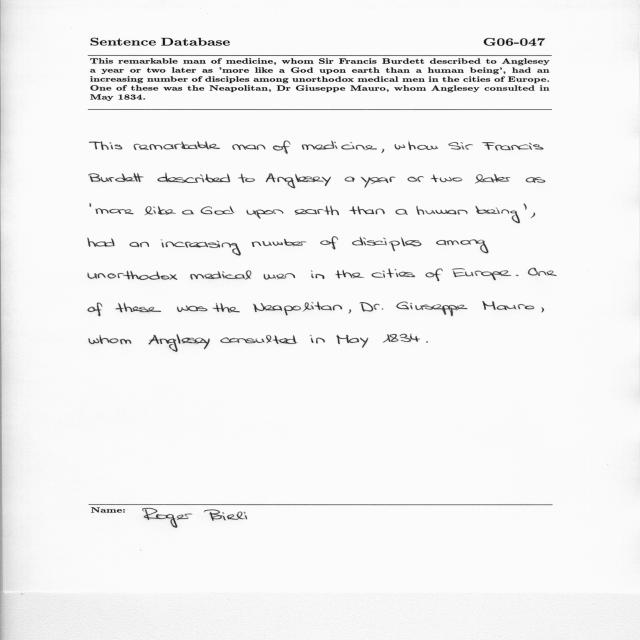 Sentence Database G06-047
This remarkable man of medicine, whom Sir Francis Burdett described to Anglesey
a year or two later as 'more like a God upon earth than a human being', had an
increasing number of disciples among unorthodox medical men in the cities of Europe.
One of these was the Neapolitan, Dr Giuseppe Mauro, whom Anglesey consulted in
May 1834.
This remarkable man of medicine, whom Sir Francis
Burdett described to Anglesey a year or two later as
'more like a God upon earth than a human being',
had an increasing number of disciples among
unorthodox medical men in the cities of Europe. One
of these was the Neapolitan, Dr. Giuseppe Mauro,
whom Anglesey consulted in May 1834.
Name: Roger Bieli